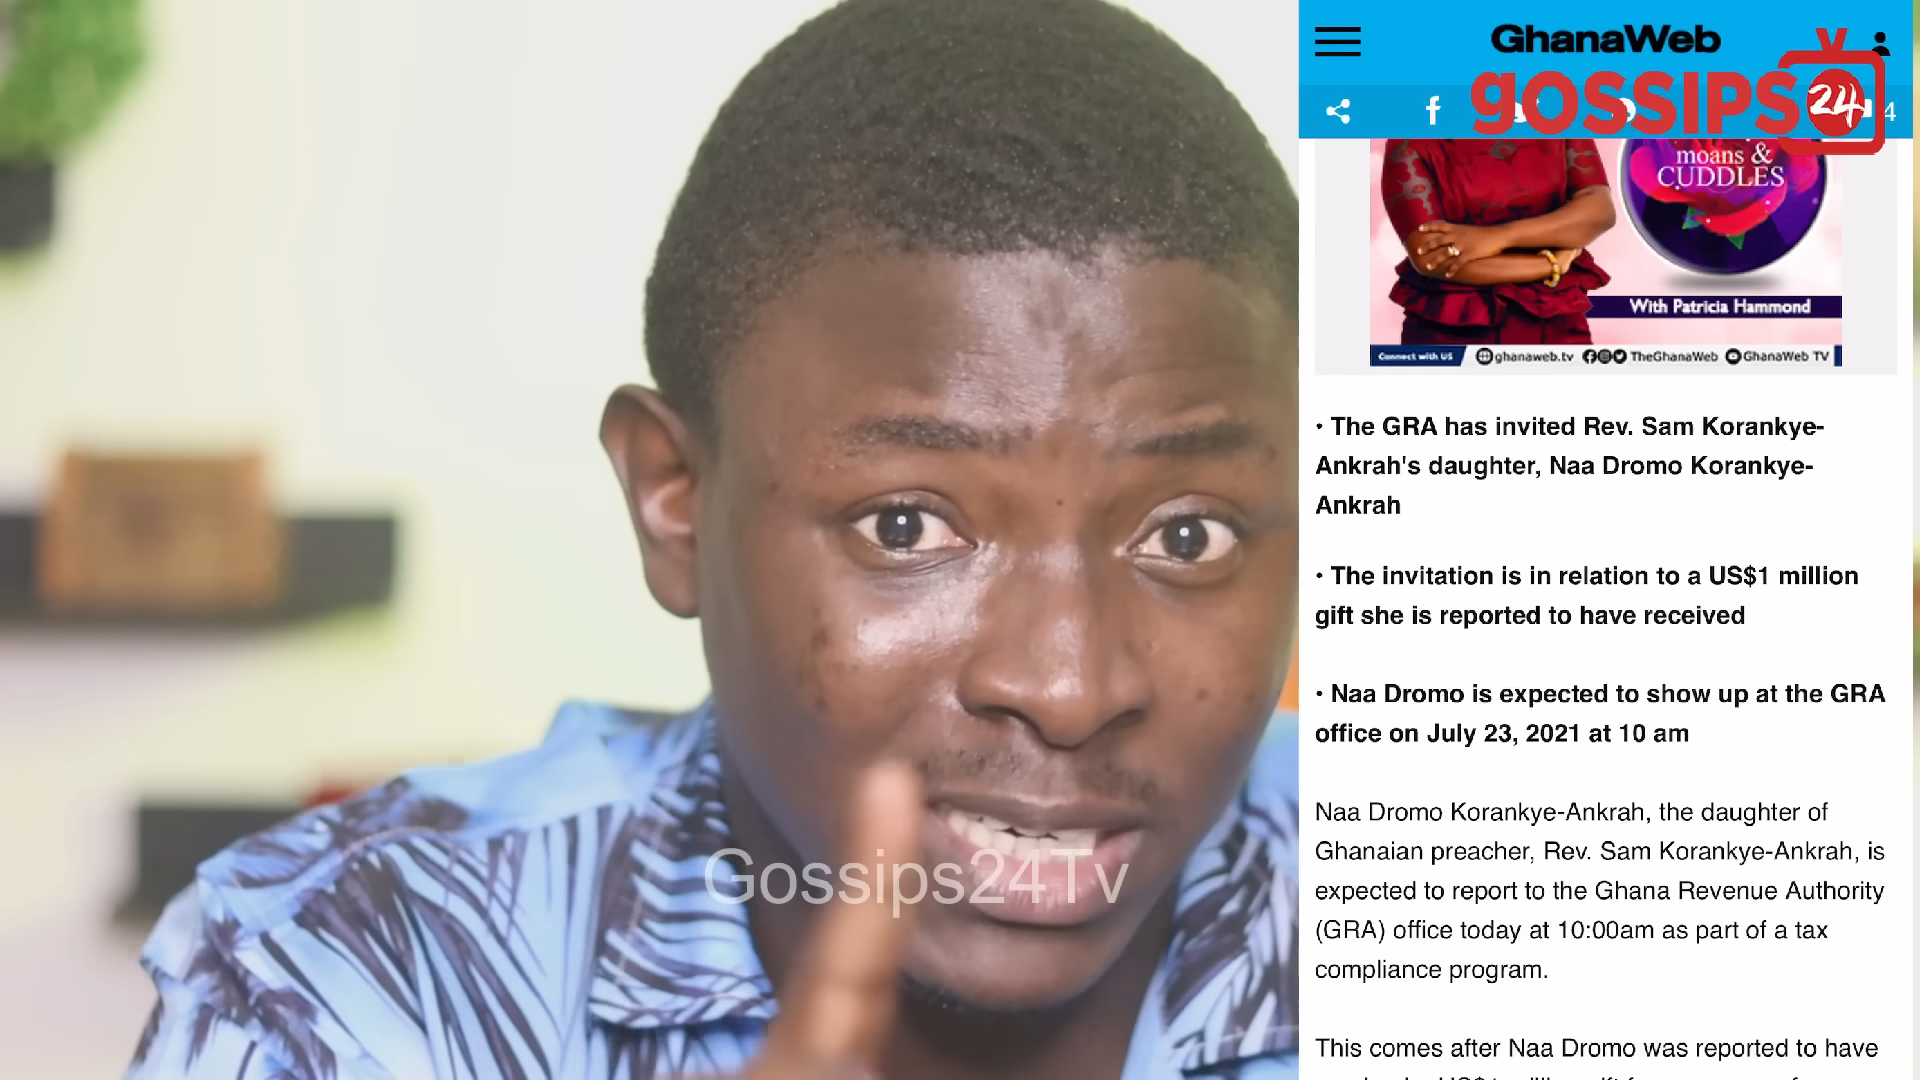 GhanaWeb
gossips 24
4
moans &
CUDDLES
With Patricia Hammond
Connect with US ghanaweb.tv TheGhanaWeb GhanaWeb TV
• The GRA has invited Rev. Sam Korankye-
Ankrah's daughter, Naa Dromo Korankye-
Ankrah
• The invitation is in relation to a US$1 million
gift she is reported to have received
• Naa Dromo is expected to show up at the GRA
office on July 23, 2021 at 10 am
Naa Dromo Korankye-Ankrah, the daughter of
Ghanaian preacher, Rev. Sam Korankye-Ankrah, is
expected to report to the Ghana Revenue Authority
(GRA) office today at 10:00am as part of a tax
compliance program.
This comes after Naa Dromo was reported to have
Gossips24Tv